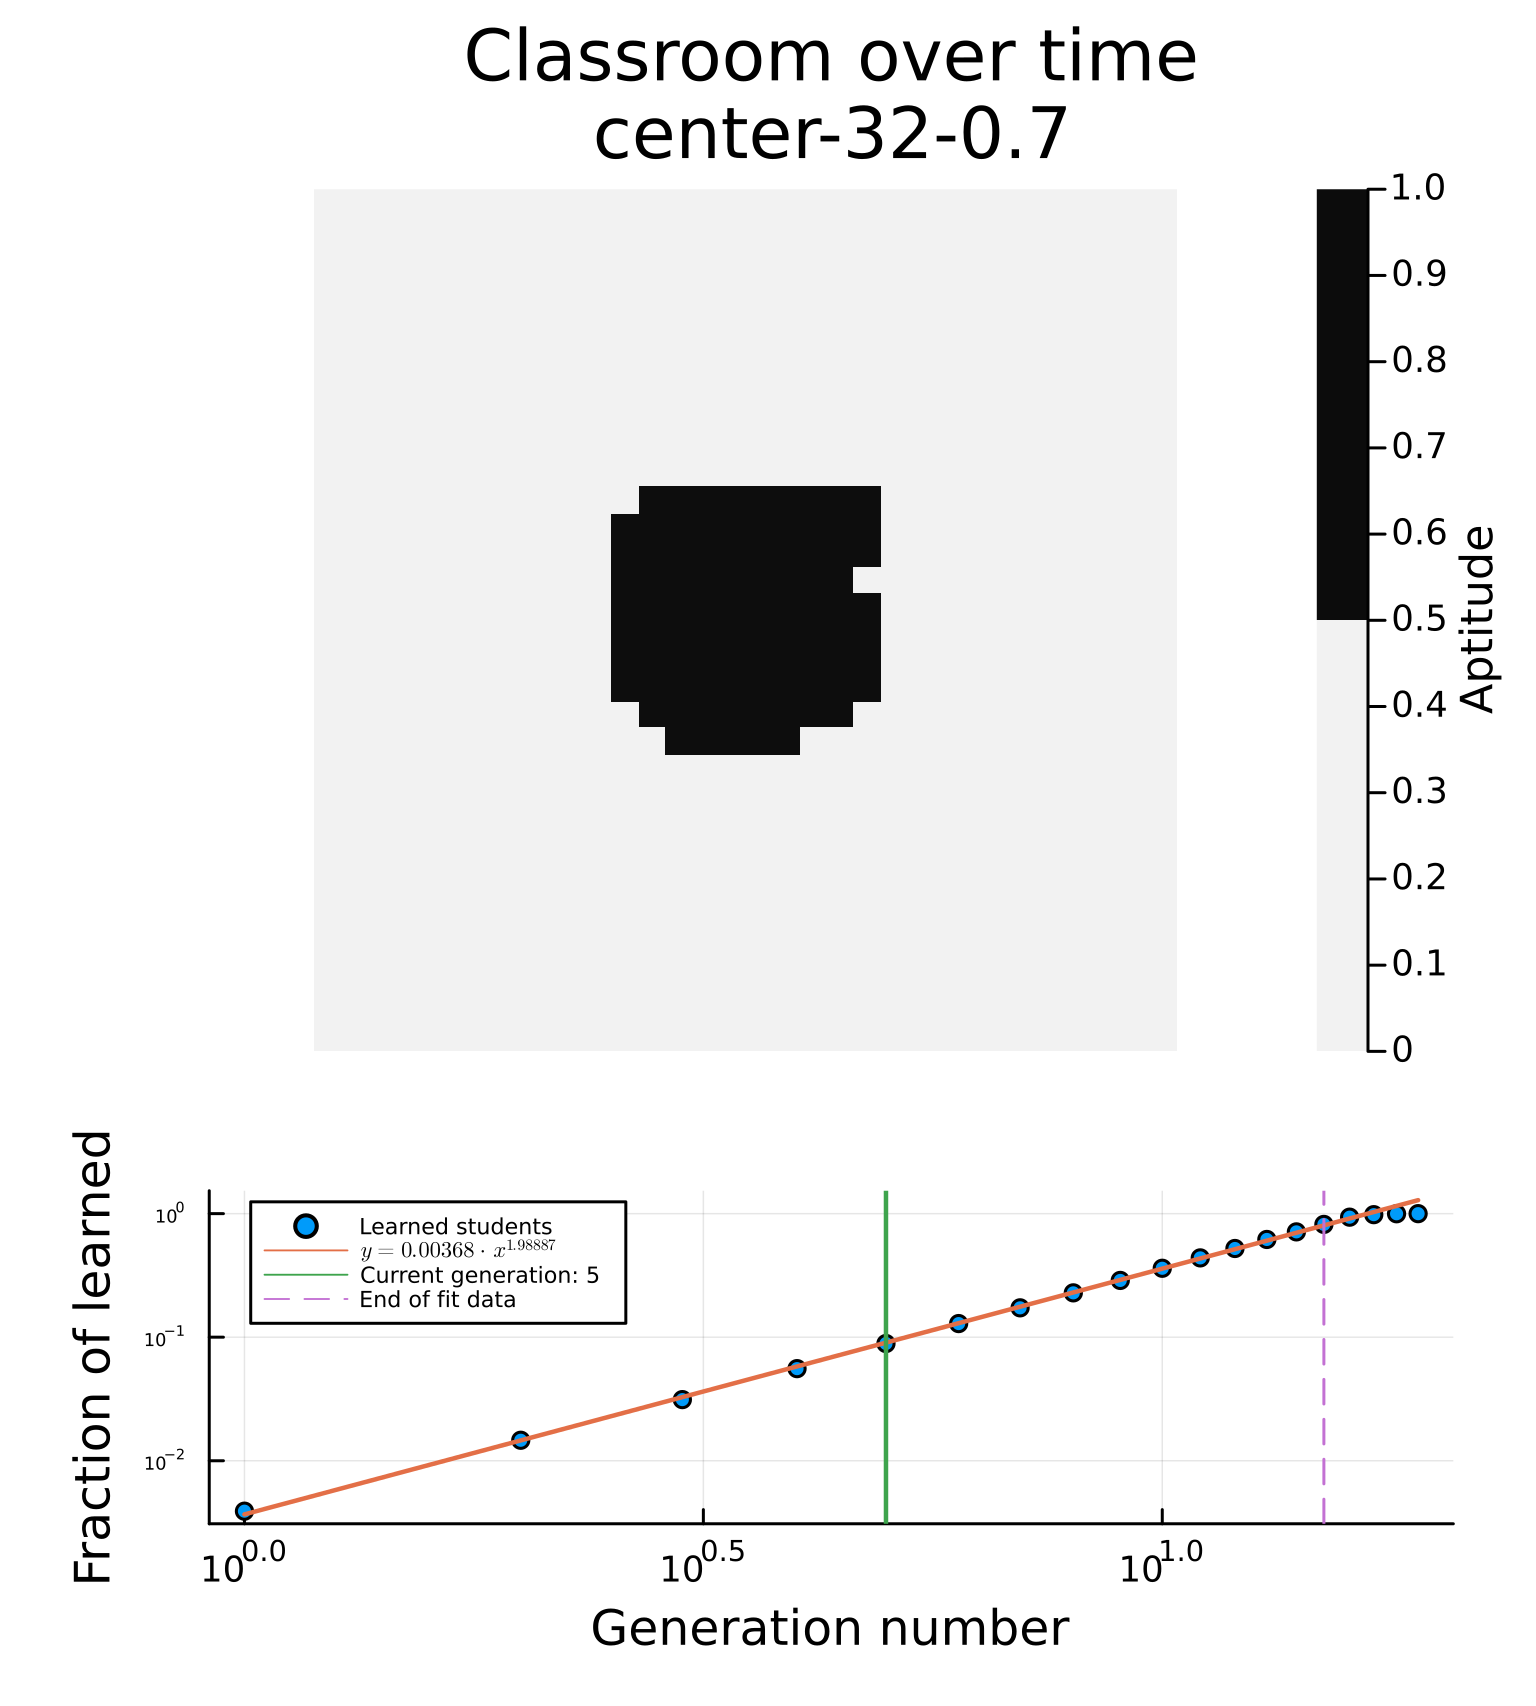 Classroom over time
center-32-0.7
1.0
0.9
0.8
0.7
0.6
0.5
0.4
0.3
0.2
0.1
0
Aptitude
Fraction of learned
10⁰
10⁻¹
10⁻²
Learned students
y = 0.00368 · x^1.98887
Current generation: 5
End of fit data
10^0.0
10^0.5
10^1.0
Generation number